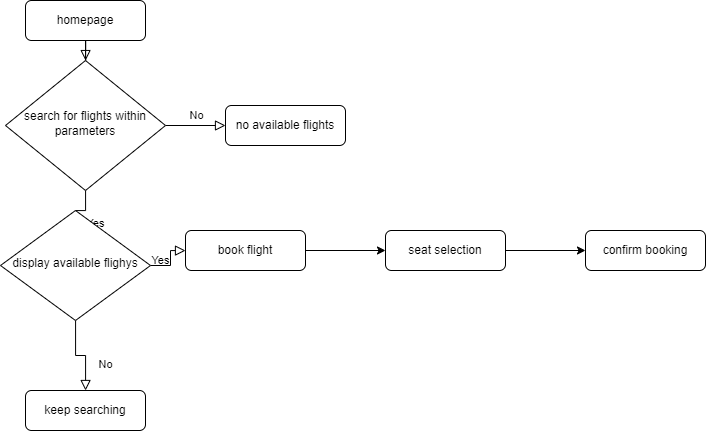 homepage
search for flights within
parameters
No
no available flights
Yes
display available flighys
Yes
book flight
seat selection
confirm booking
No
keep searching